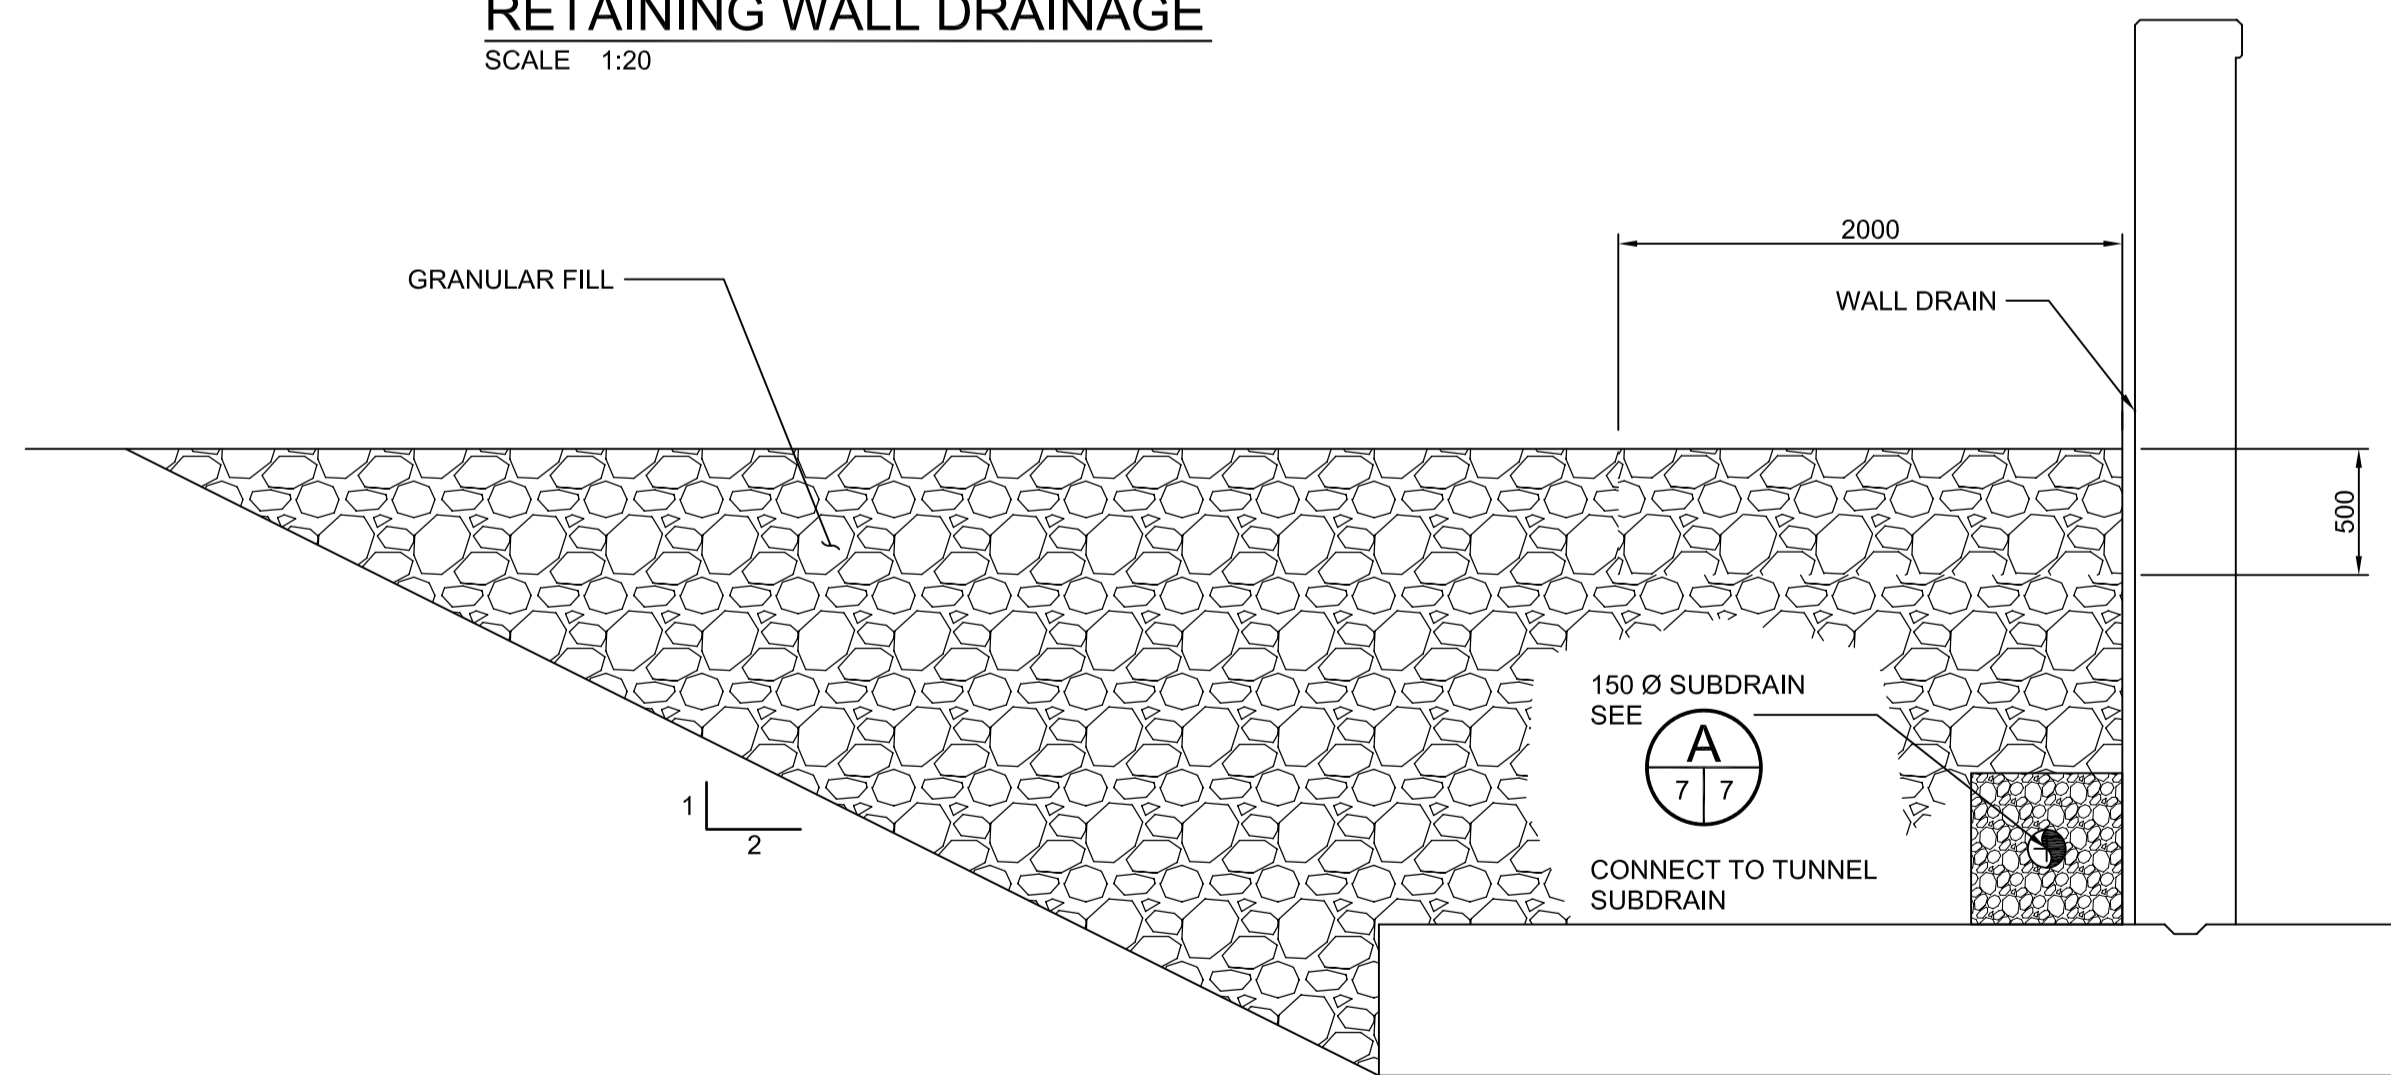 RETAINING WALL DRAINAGE
SCALE 1:20
2000
GRANULAR FILL
WALL DRAIN
500
150 Ø SUBDRAIN
SEE
A
7 7
1
2
CONNECT TO TUNNEL
SUBDRAIN